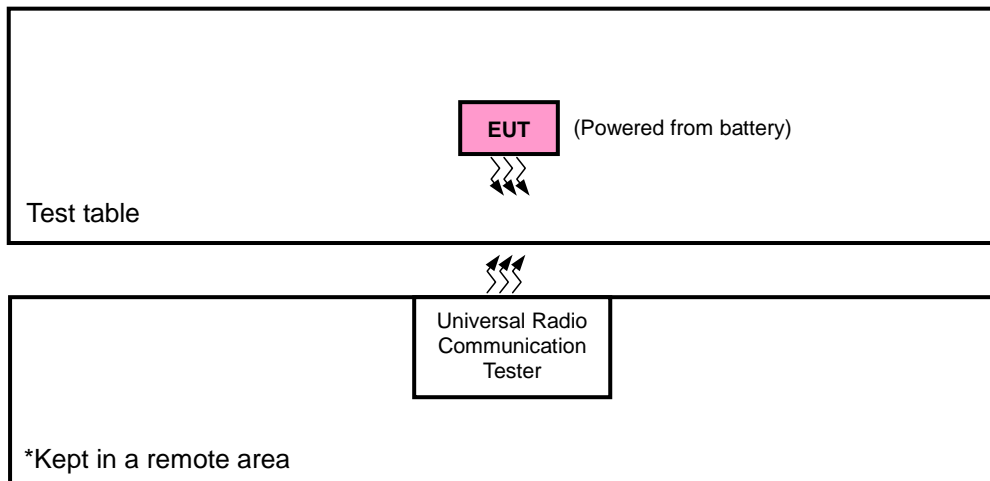 EUT
(Powered from battery)
Test table
Universal Radio
Communication
Tester
*Kept in a remote area